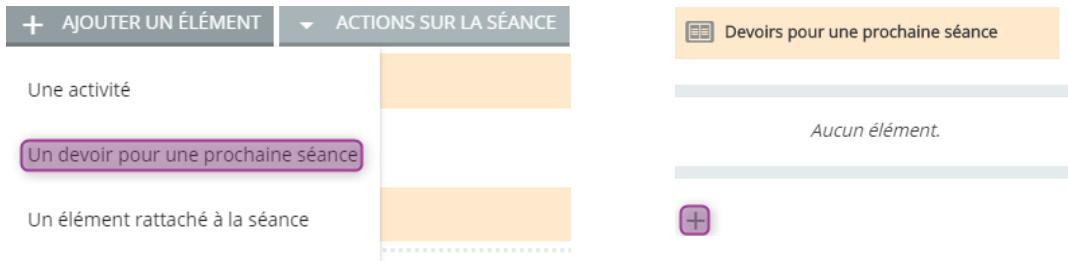 AJOUTER UN ÉLÉMENT
ACTIONS SUR LA SÉANCE
Une activité
Un devoir pour une prochaine séance
Un élément rattaché à la séance
Devoirs pour une prochaine séance
Aucun élément.